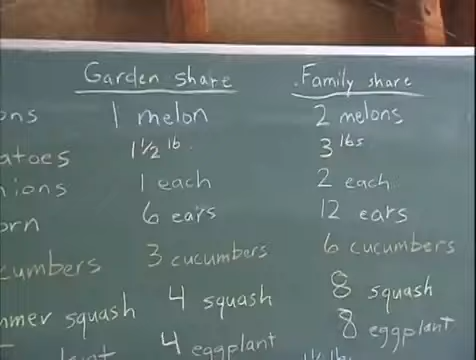 Garden share Family share
ons 1 melon 2 melons
atoes 1 1/2 lb. 3 lbs
nions 1 each 2 each
orn 6 ears 12 ears
cumbers 3 cucumbers 6 cucumbers
mmer squash 4 squash 8 squash
4 eggplant 8 eggplant